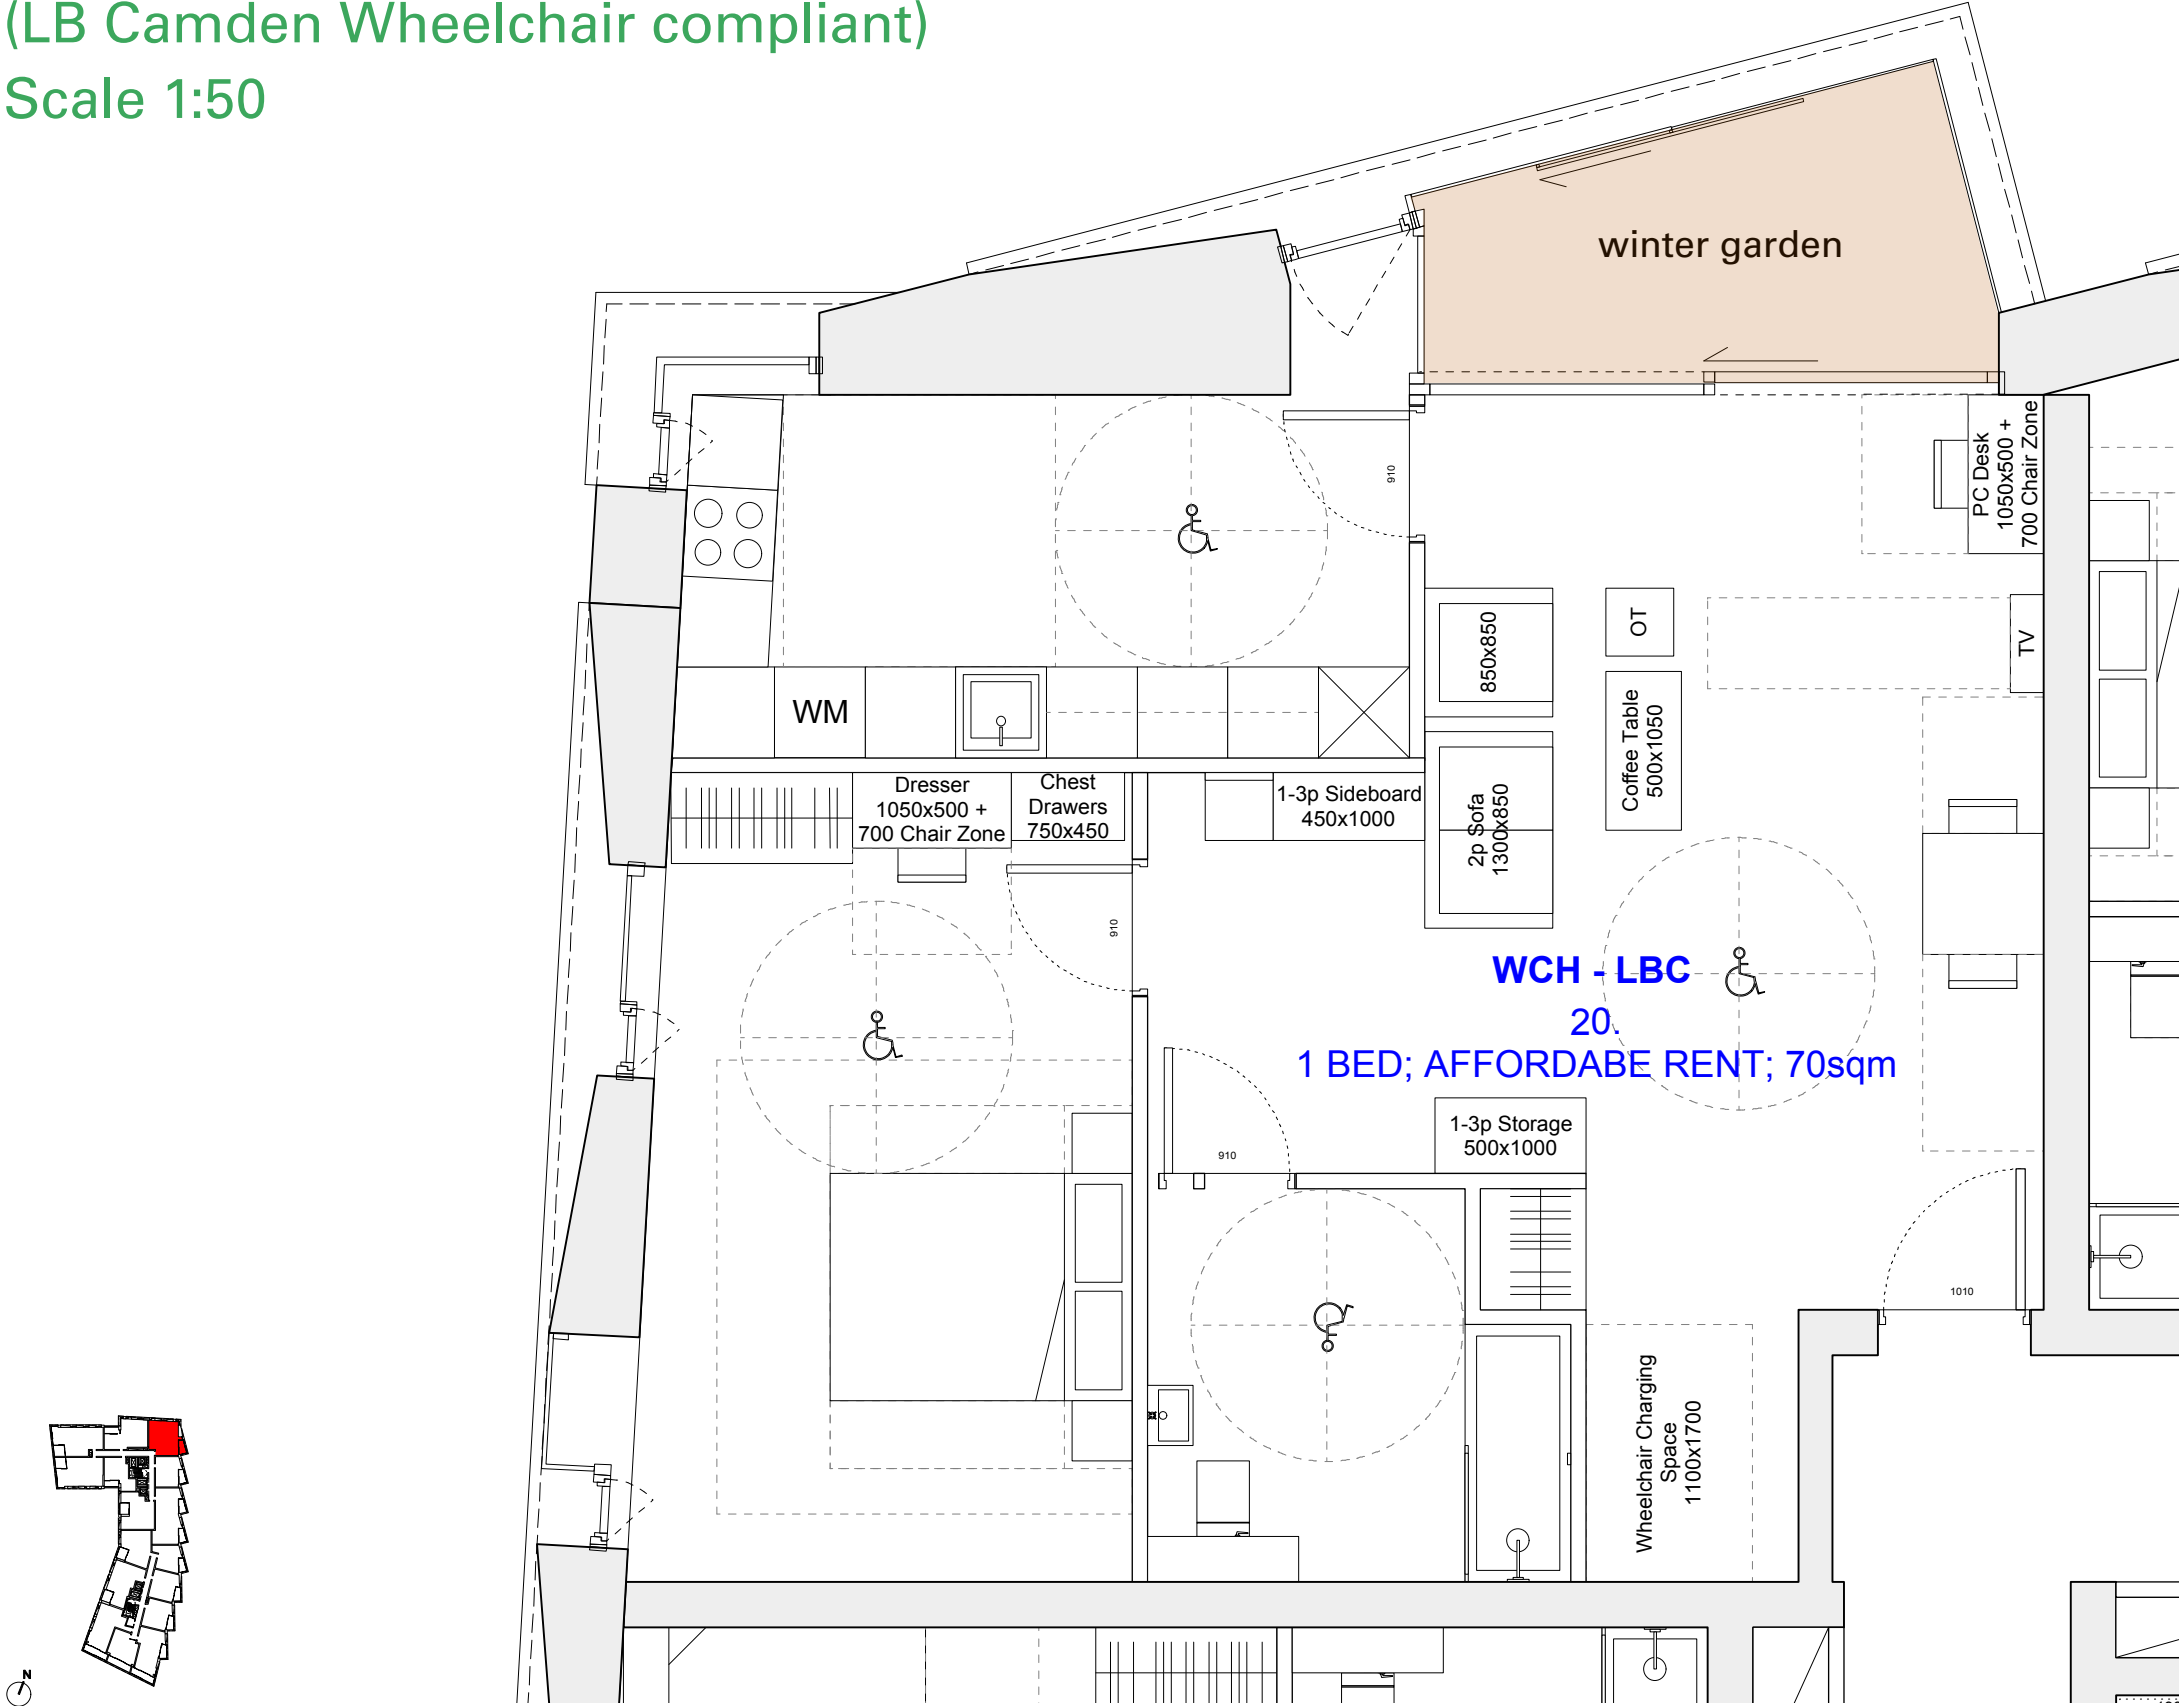 (LB Camden Wheelchair compliant)
Scale 1:50
winter garden
PC Desk
1050x500 +
700 Chair Zone
910
850x850
OT
TV
WM
Coffee Table
500x1050
Dresser
1050x500 +
700 Chair Zone
Chest
Drawers
750x450
1-3p Sideboard
450x1000
2p Sofa
1300x850
910
WCH - LBC
20.
1 BED; AFFORDABE RENT; 70sqm
1-3p Storage
500x1000
910
1010
Wheelchair Charging
Space
1100x1700
N